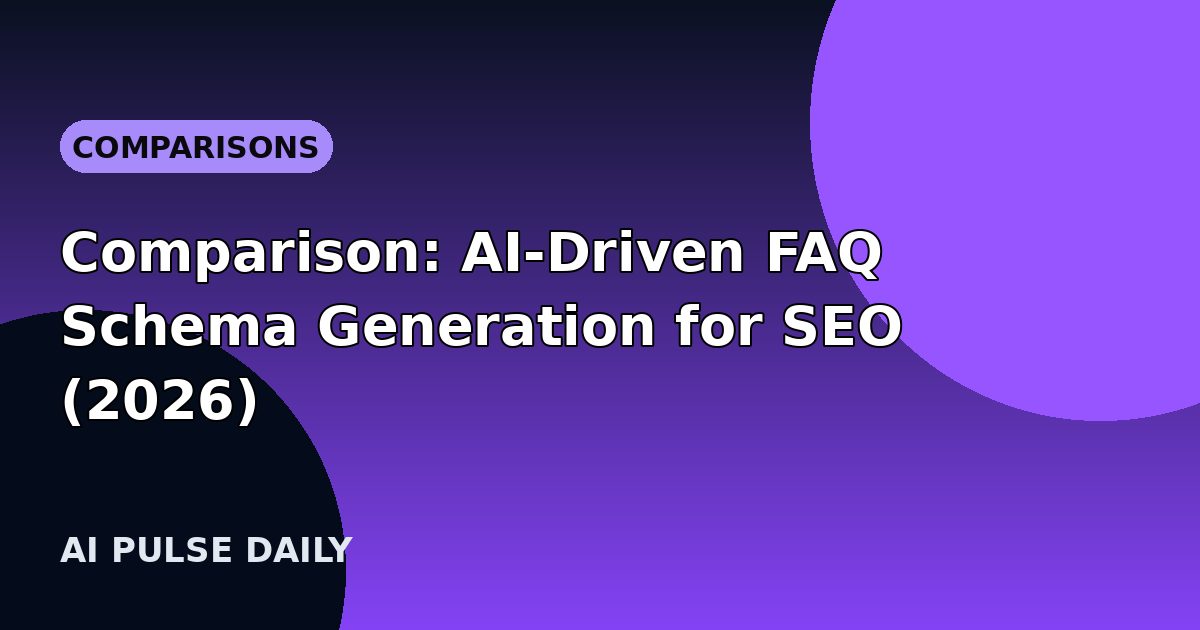 COMPARISONS
Comparison: AI-Driven FAQ
Schema Generation for SEO
(2026)
AI PULSE DAILY